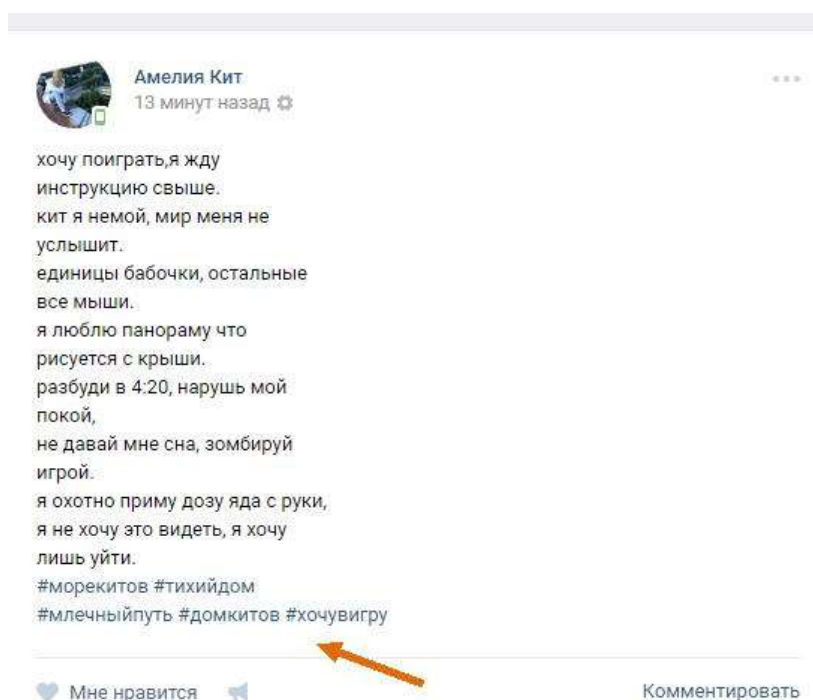 Амелия Кит
13 минут назад
хочу поиграть,я жду
инструкцию свыше.
кит я немой, мир меня не
услышит.
единицы бабочки, остальные
все мыши.
я люблю панораму что
рисуется с крыши.
разбуди в 4:20, нарушь мой
покой,
не давай мне сна, зомбируй
игрой.
я охотно приму дозу яда с руки,
я не хочу это видеть, я хочу
лишь уйти.
#морекитов #тихийдом
#млечныйпуть #домкитов #хочувигру
Мне нравится Комментировать